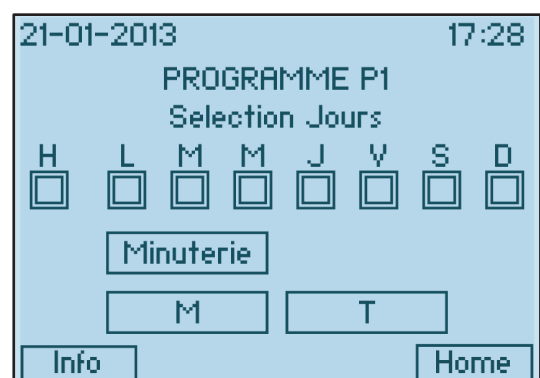 21-01-2013 17:28
PROGRAMME P1
Selection Jours
H L M M J V S D
Minuterie
M T
Info Home